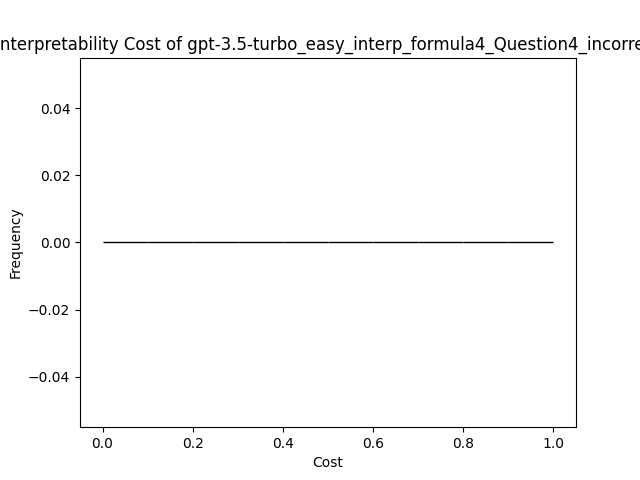 nterpretability Cost of gpt-3.5-turbo_easy_interp_formula4_Question4_incorre
0.04
0.02
0.00
−0.02
−0.04
Frequency
0.0 0.2 0.4 0.6 0.8 1.0
Cost